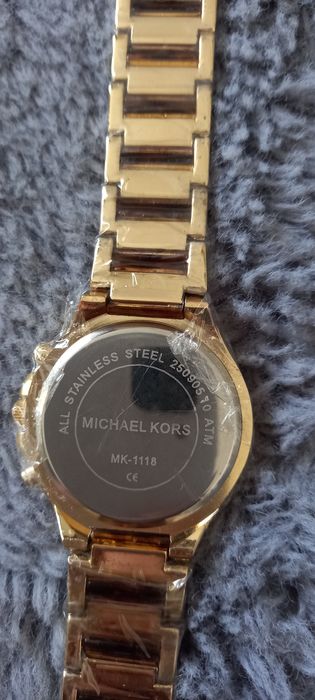 ALL STAINLESS STEEL 250905 10 ATM
MICHAEL KORS
MK-1118
CE